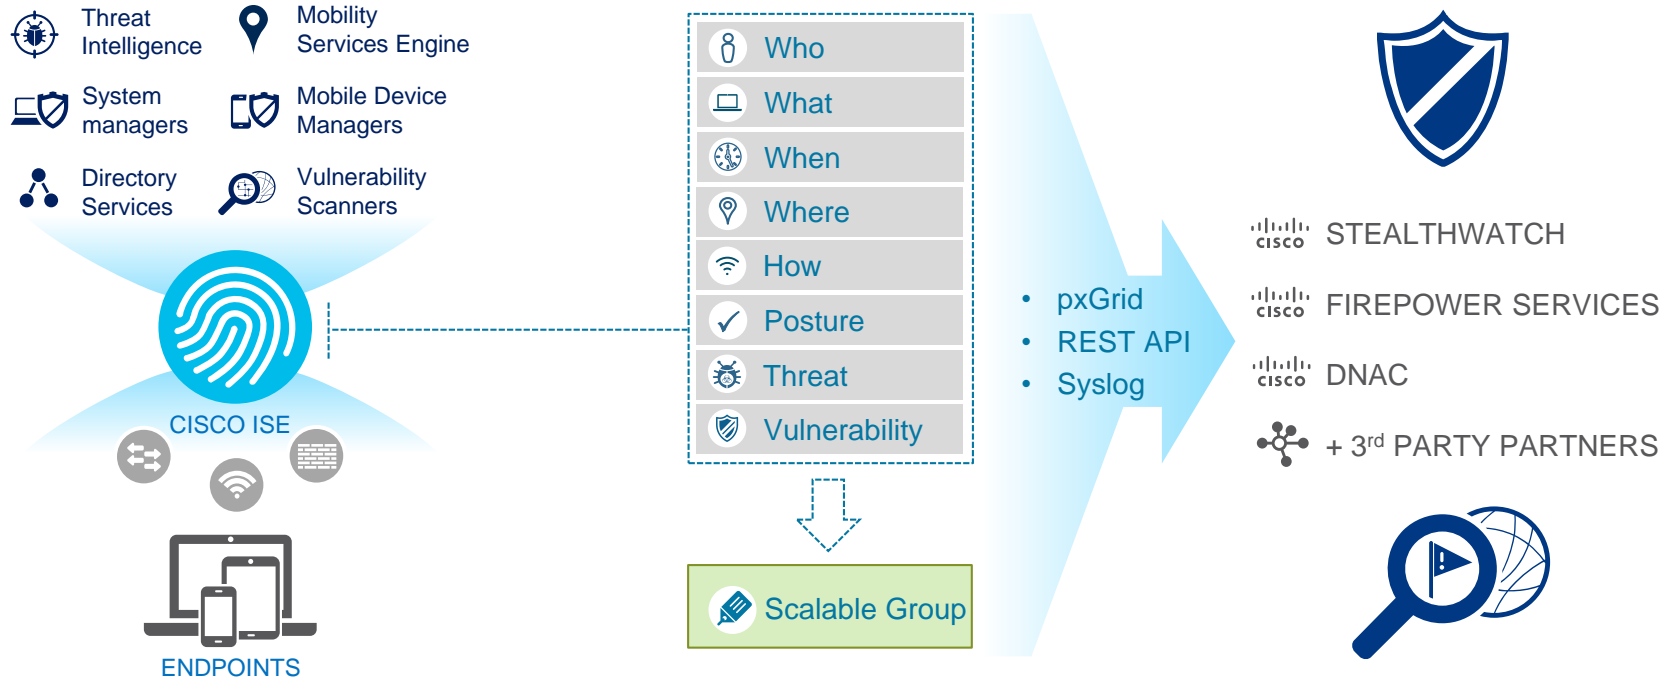 Threat
Intelligence
Mobility
Services Engine
System
managers
Mobile Device
Managers
Directory
Services
Vulnerability
Scanners
CISCO ISE
ENDPOINTS
Who
What
When
Where
How
Posture
Threat
Vulnerability
Scalable Group
• pxGrid
• REST API
• Syslog
CISCO STEALTHWATCH
CISCO FIREPOWER SERVICES
CISCO DNAC
+ 3rd PARTY PARTNERS
!